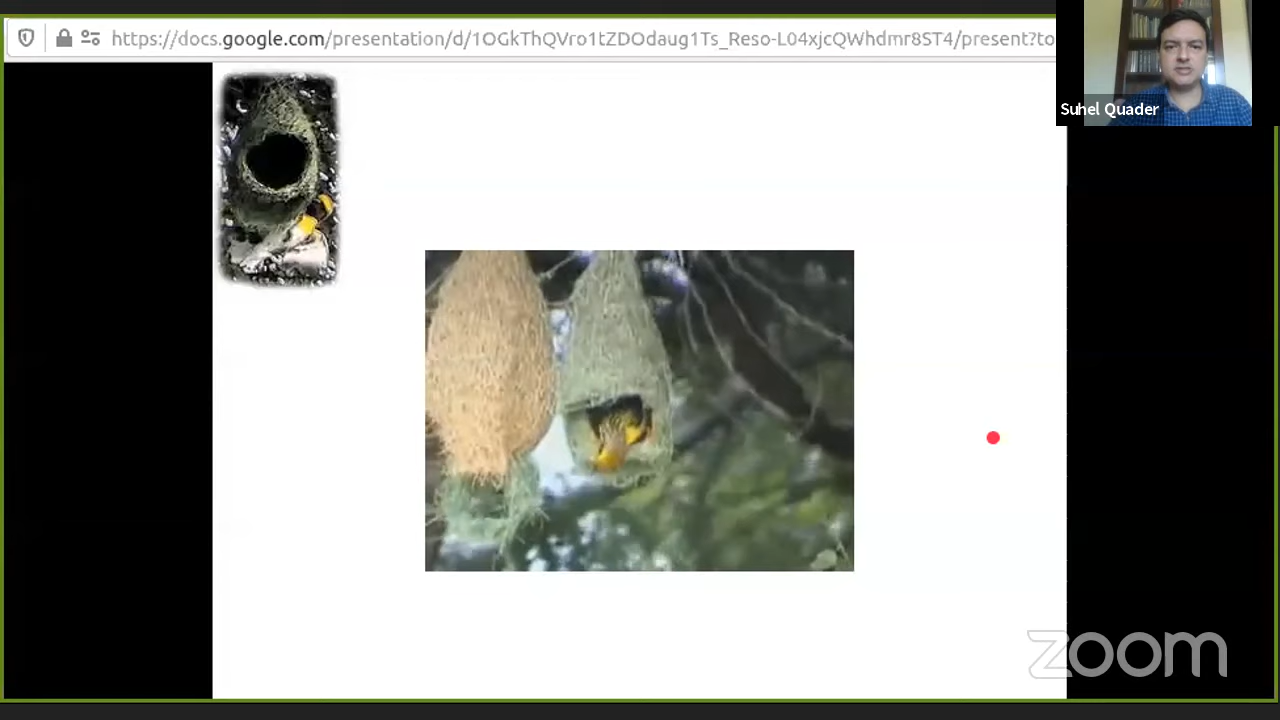 https://docs.google.com/presentation/d/1OGkThQVro1tZDOdaug1Ts_Reso-L04xjcQWhdmr8ST4/present?to
Suhel Quader
zoom